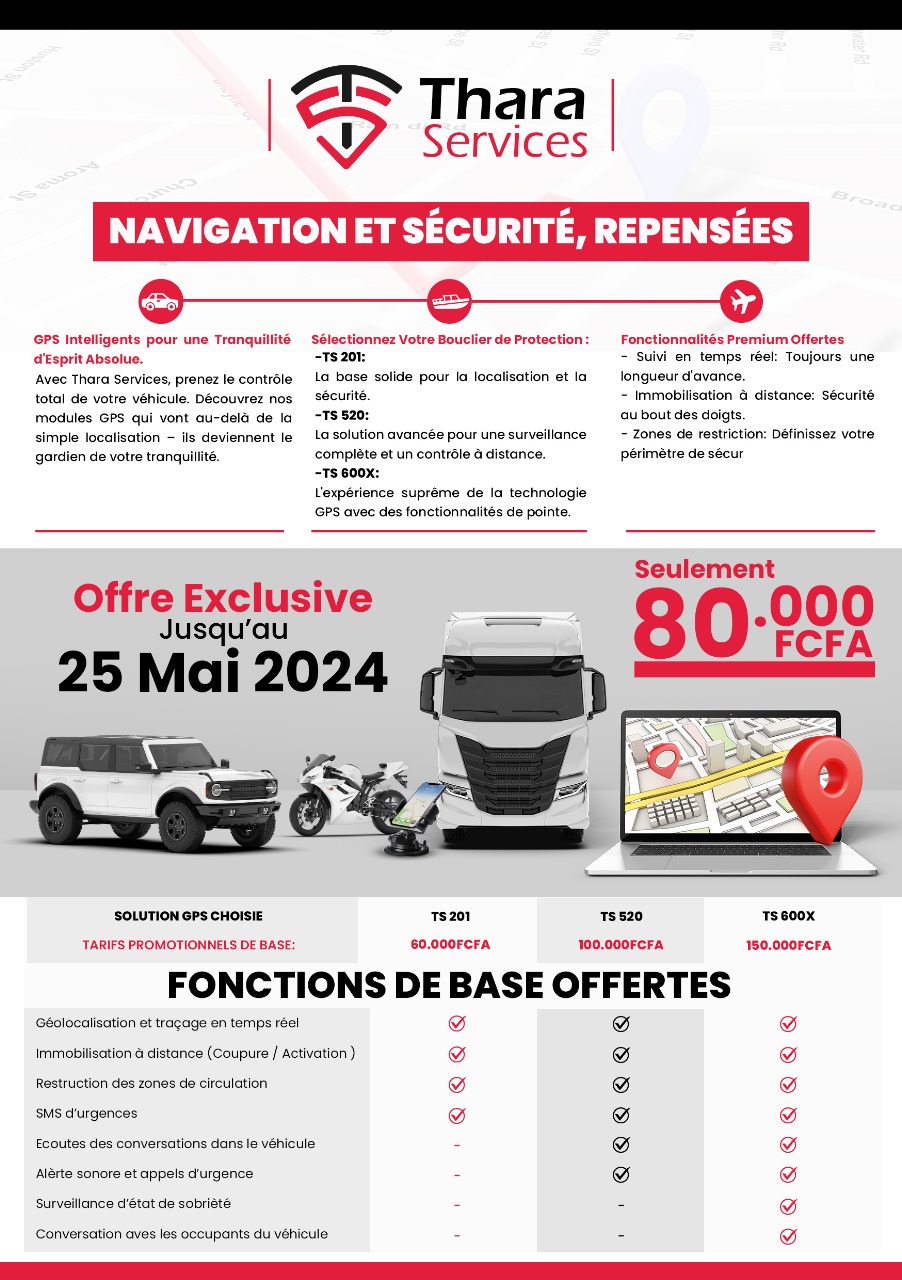 Thara
Services
NAVIGATION ET SÉCURITÉ, REPENSÉES
GPS Intelligents pour une Tranquillité
d'Esprit Absolue.
Avec Thara Services, prenez le contrôle
total de votre véhicule. Découvrez nos
modules GPS qui vont au-delà de la
simple localisation – ils deviennent le
gardien de votre tranquillité.
Sélectionnez Votre Bouclier de Protection :
-TS 201:
La base solide pour la localisation et la
sécurité.
-TS 520:
La solution avancée pour une surveillance
complète et un contrôle à distance.
-TS 600X:
L'expérience suprême de la technologie
GPS avec des fonctionnalités de pointe.
Fonctionnalités Premium Offertes
- Suivi en temps réel: Toujours une
longueur d'avance.
- Immobilisation à distance: Sécurité
au bout des doigts.
- Zones de restriction: Définissez votre
périmètre de sécur
Offre Exclusive
Jusqu'au
25 Mai 2024
Seulement
80.000
FCFA
SOLUTION GPS CHOISIE TS 201 TS 520 TS 600X
TARIFS PROMOTIONNELS DE BASE: 60.000FCFA 100.000FCFA 150.000FCFA
FONCTIONS DE BASE OFFERTES
Géolocalisation et traçage en temps réel
Immobilisation à distance (Coupure / Activation )
Restruction des zones de circulation
SMS d'urgences
Ecoutes des conversations dans le véhicule -
Alèrte sonore et appels d'urgence -
Surveillance d'état de sobrièté - -
Conversation aves les occupants du véhicule - -